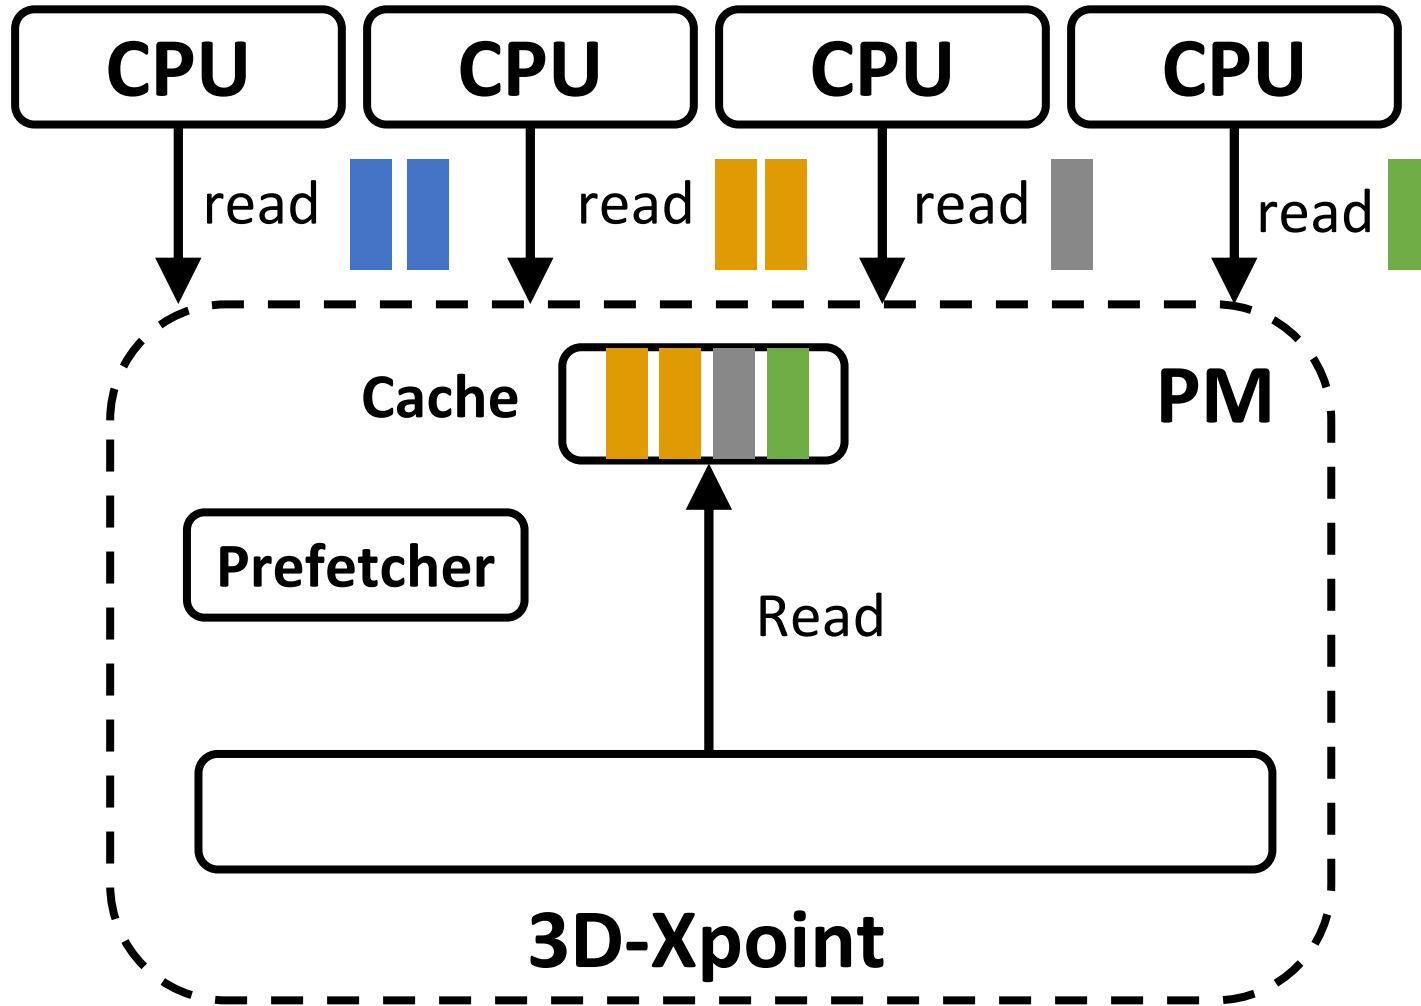 CPU
CPU
CPU
CPU
read
read
read
read
Cache
PM
Prefetcher
Read
3D-Xpoint